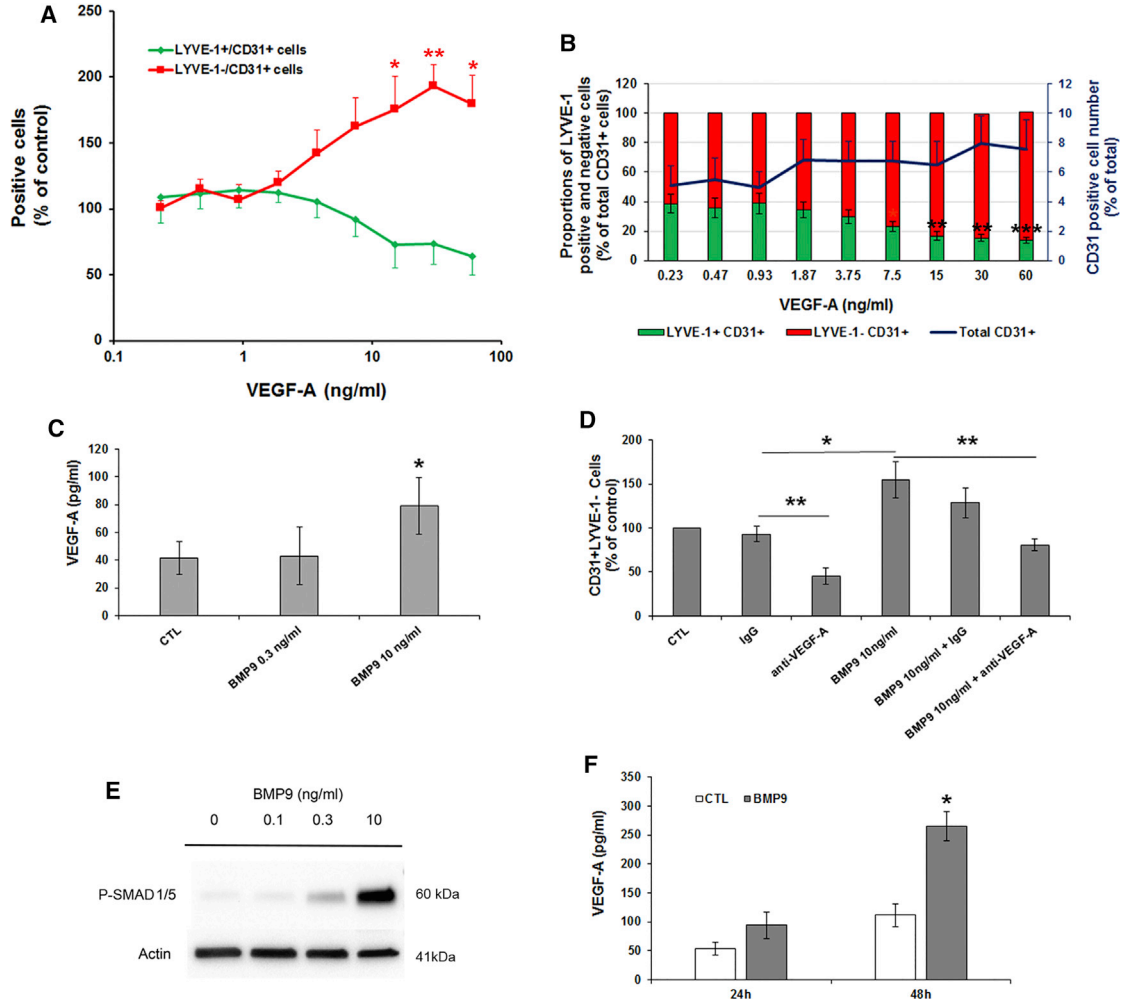 A
Positive cells
(% of control)
250
200
150
100
50
0
LYVE-1+/CD31+ cells
LYVE-1-/CD31+ cells
*
**
*
0.1
1
10
100
VEGF-A (ng/ml)
B
Proportions of LYVE-1
positive and negative cells
(% of total CD31+ cells)
120
100
80
60
40
20
0
12
10
8
6
4
2
0
CD31 positive cell number
(% of total)
*
**
**
***
0.23
0.47
0.93
1.87
3.75
7.5
15
30
60
VEGF-A (ng/ml)
LYVE-1+ CD31+
LYVE-1- CD31+
Total CD31+
C
VEGF-A (pg/ml)
120
100
80
60
40
20
0
*
CTL
BMP9 0.3 ng/ml
BMP9 10 ng/ml
D
CD31+LYVE-1- Cells
(% of control)
200
150
100
50
0
*
**
**
CTL
IgG
anti-VEGF-A
BMP9 10ng/ml
BMP9 10ng/ml + IgG
BMP9 10ng/ml + anti-VEGF-A
E
BMP9 (ng/ml)
0 0.1 0.3 10
P-SMAD1/5
60 kDa
Actin
41kDa
F
VEGF-A (pg/ml)
350
300
250
200
150
100
50
0
CTL
BMP9
*
24h
48h